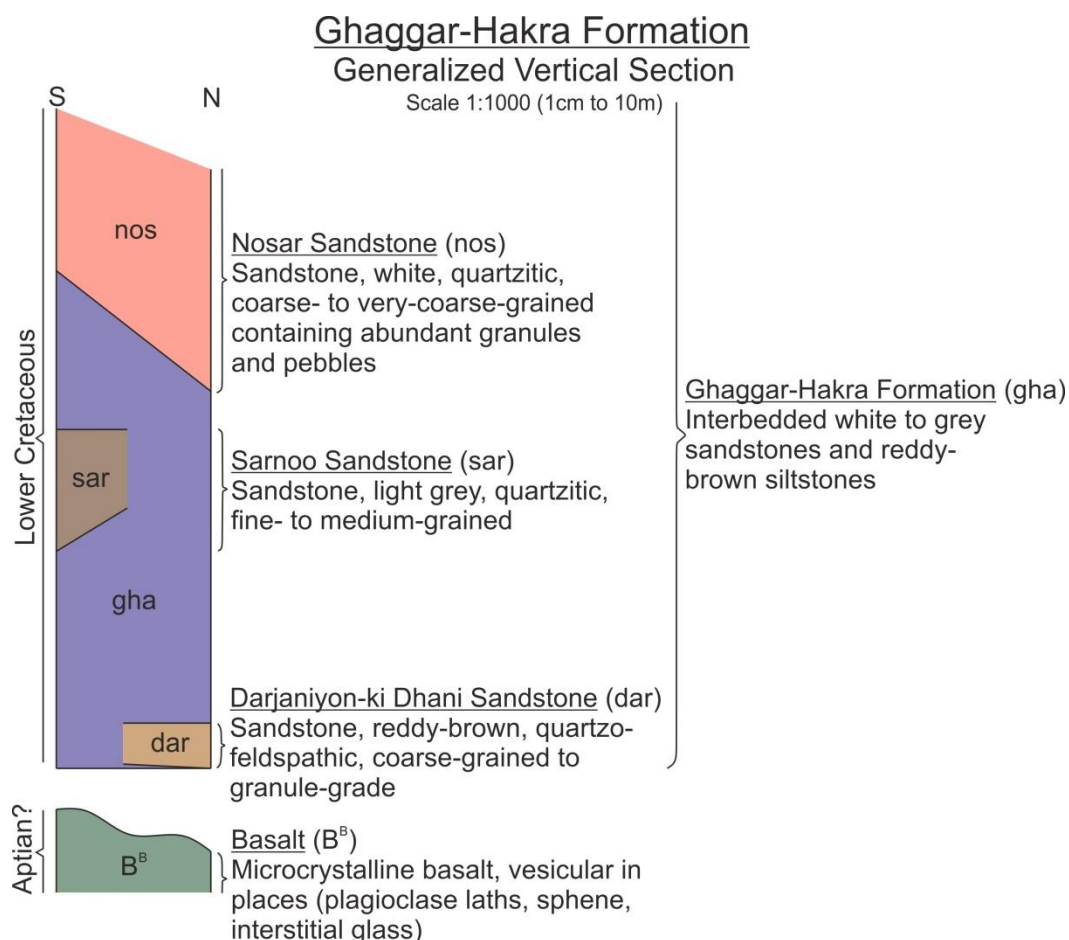 Ghaggar-Hakra Formation
Generalized Vertical Section
Scale 1:1000 (1cm to 10m)
S
N
Lower Cretaceous
nos
Nosar Sandstone (nos)
Sandstone, white, quartzitic,
coarse- to very-coarse-grained
containing abundant granules
and pebbles
Ghaggar-Hakra Formation (gha)
Interbedded white to grey
sandstones and reddy-
brown siltstones
sar
Sarnoo Sandstone (sar)
Sandstone, light grey, quartzitic,
fine- to medium-grained
gha
Darjaniyon-ki Dhani Sandstone (dar)
Sandstone, reddy-brown, quartzo-
feldspathic, coarse-grained to
granule-grade
dar
Aptian?
Bᴮ
Basalt (Bᴮ)
Microcrystalline basalt, vesicular in
places (plagioclase laths, sphene,
interstitial glass)